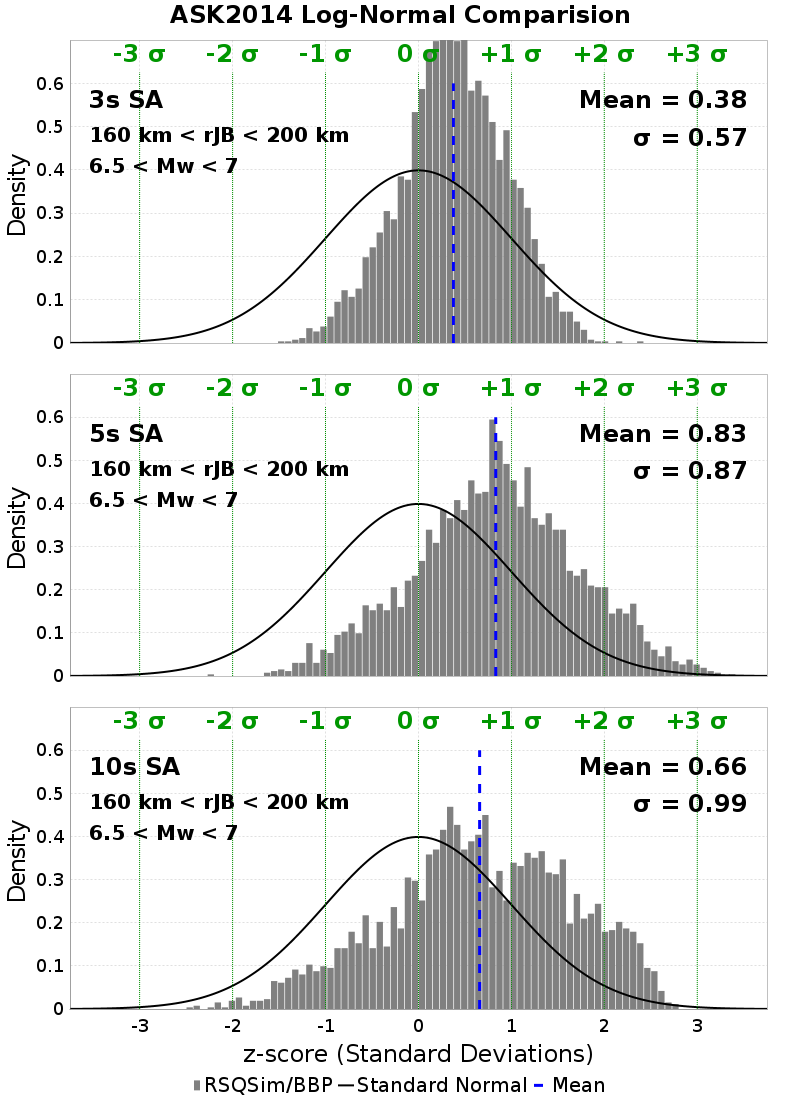 ASK2014 Log-Normal Comparision
-3 σ -2 σ -1 σ 0 σ +1 σ +2 σ +3 σ
3s SA
160 km < rJB < 200 km
6.5 < Mw < 7
Mean = 0.38
σ = 0.57
0.6
0.5
0.4
0.3
0.2
0.1
0
Density
-3 σ -2 σ -1 σ 0 σ +1 σ +2 σ +3 σ
5s SA
160 km < rJB < 200 km
6.5 < Mw < 7
Mean = 0.83
σ = 0.87
0.6
0.5
0.4
0.3
0.2
0.1
0
Density
-3 σ -2 σ -1 σ 0 σ +1 σ +2 σ +3 σ
10s SA
160 km < rJB < 200 km
6.5 < Mw < 7
Mean = 0.66
σ = 0.99
0.6
0.5
0.4
0.3
0.2
0.1
0
Density
-3 -2 -1 0 1 2 3
z-score (Standard Deviations)
RSQSim/BBP Standard Normal Mean